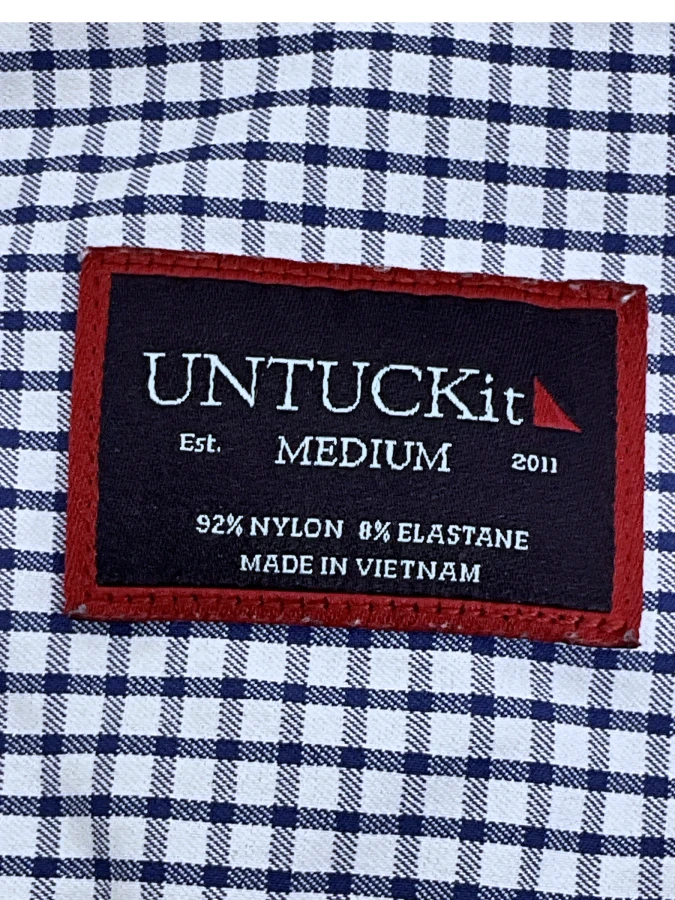 UNTUCKit
Est. MEDIUM 2011
92% NYLON 8% ELASTANE
MADE IN VIETNAM